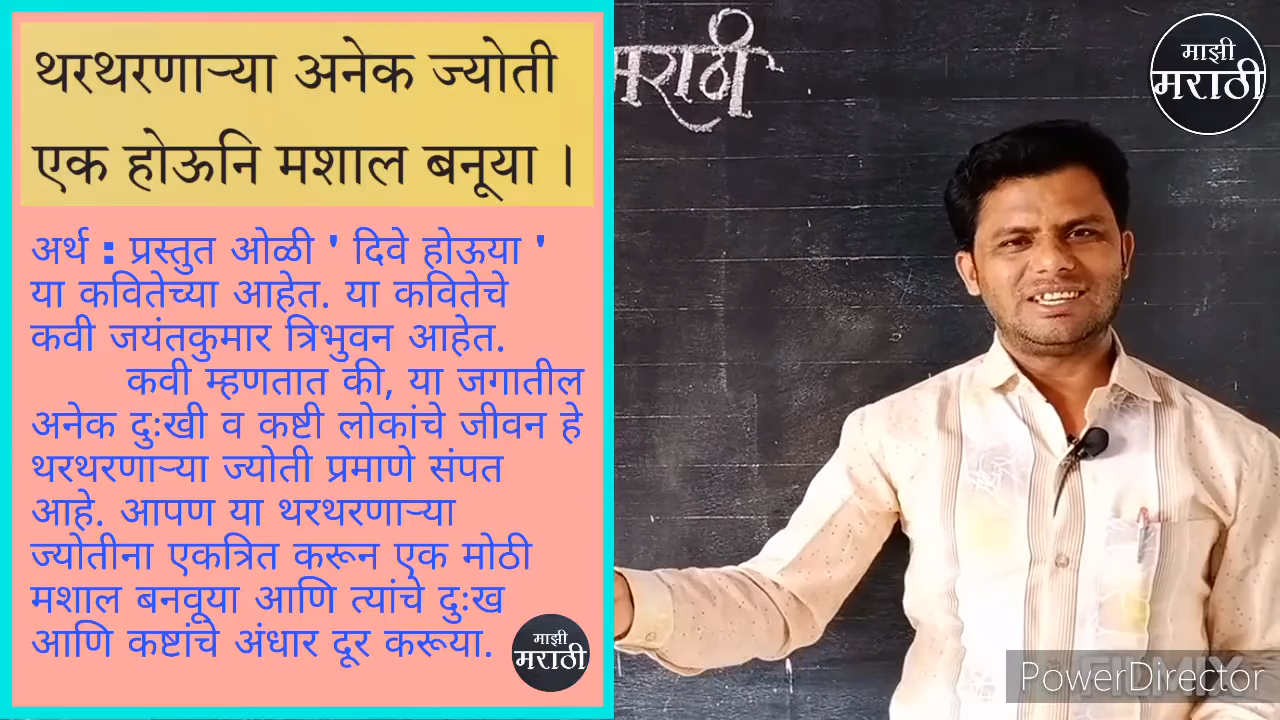 थरथरणाऱ्या अनेक ज्योती
एक होऊनि मशाल बनूया ।
अर्थ : प्रस्तुत ओळी ' दिवे होऊया '
या कवितेच्या आहेत. या कवितेचे
कवी जयंतकुमार त्रिभुवन आहेत.
कवी म्हणतात की, या जगातील
अनेक दुःखी व कष्टी लोकांचे जीवन हे
थरथरणाऱ्या ज्योती प्रमाणे संपत
आहे. आपण या थरथरणाऱ्या
ज्योतीना एकत्रित करून एक मोठी
मशाल बनवूया आणि त्यांचे दुःख
आणि कष्टांचे अंधार दूर करूया.
माझी
मराठी
मराठी
माझी
मराठी
PowerDirector